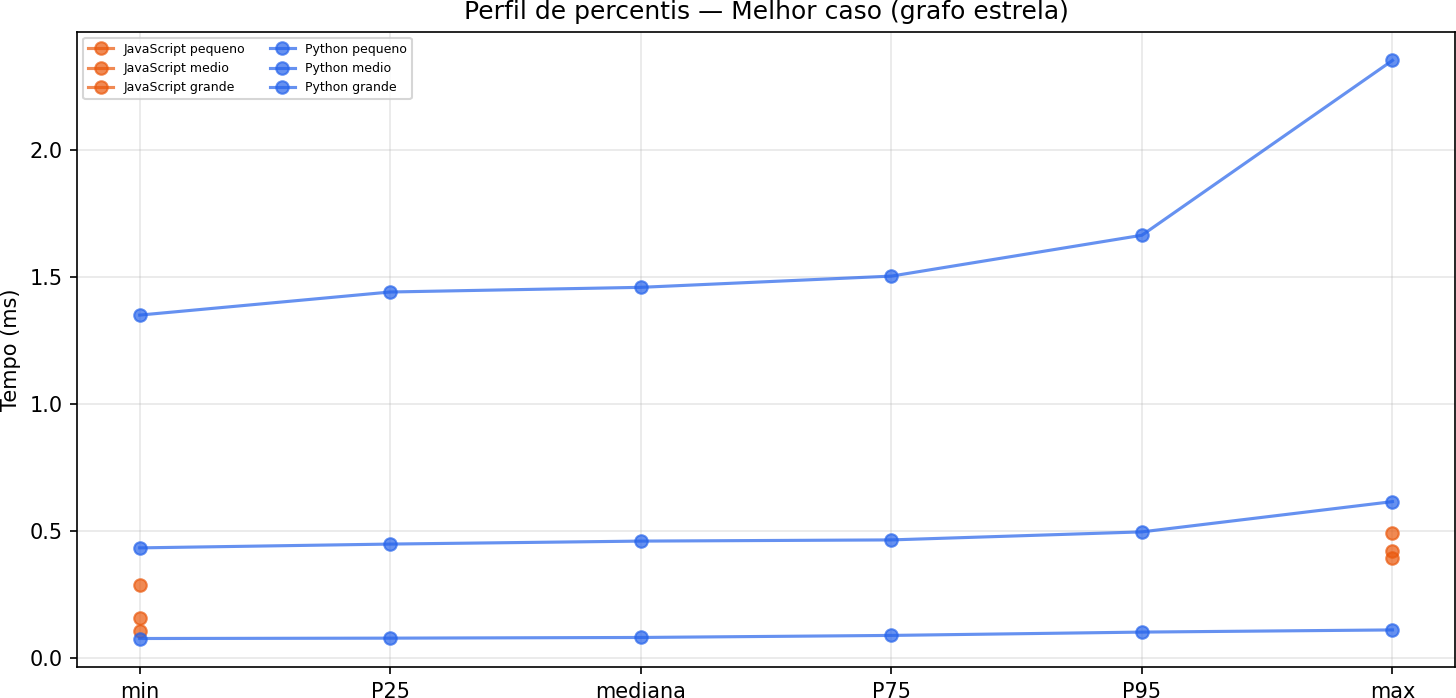 Perfil de percentis — Melhor caso (grafo estrela)
JavaScript pequeno
JavaScript medio
JavaScript grande
Python pequeno
Python medio
Python grande
Tempo (ms)
2.0
1.5
1.0
0.5
0.0
min
P25
mediana
P75
P95
max